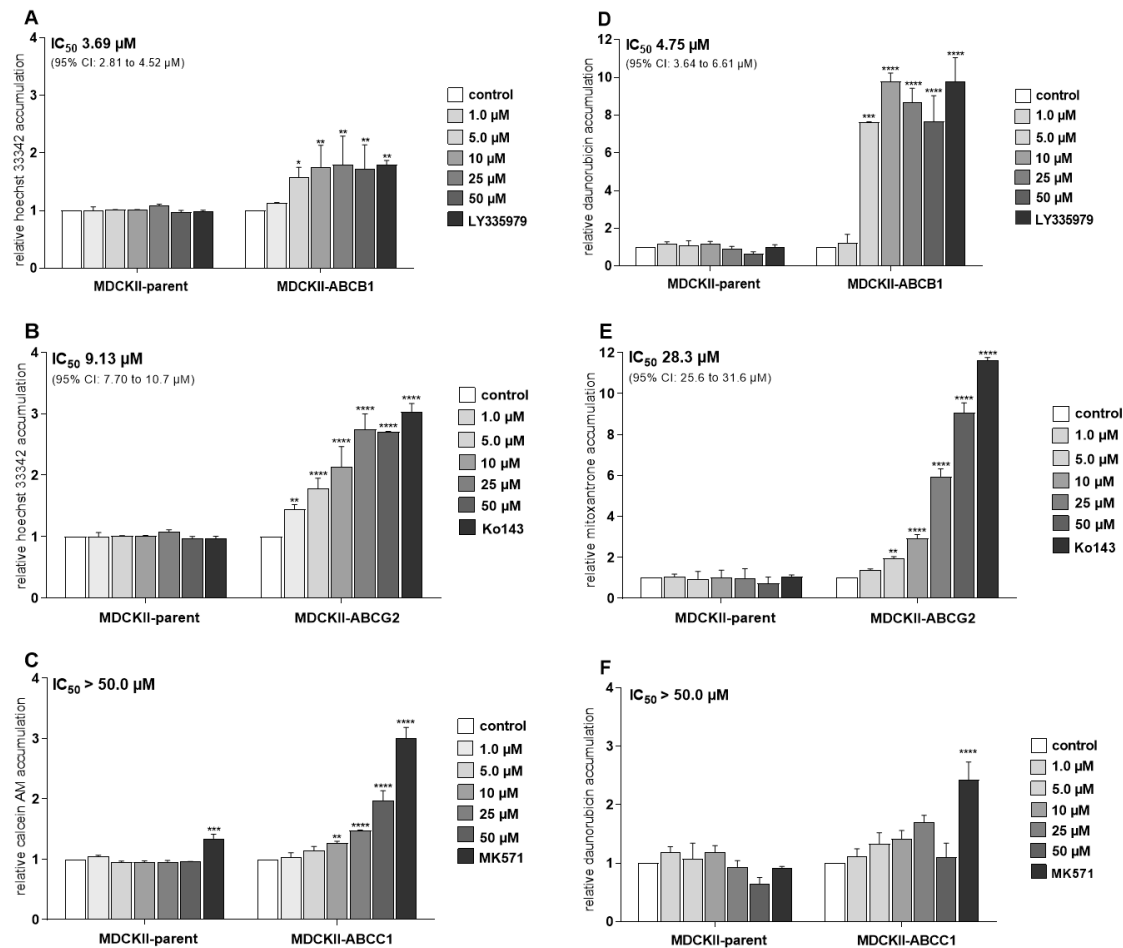 A
IC50 3.69 µM
(95% CI: 2.81 to 4.52 µM)
relative hoechst 33342 accumulation
4
3
2
1
0
*
**
**
**
**
MDCKII-parent
MDCKII-ABCB1
control
1.0 µM
5.0 µM
10 µM
25 µM
50 µM
LY335979
D
IC50 4.75 µM
(95% CI: 3.64 to 6.61 µM)
relative daunorubicin accumulation
12
10
8
6
4
2
0
***
****
****
****
****
MDCKII-parent
MDCKII-ABCB1
control
1.0 µM
5.0 µM
10 µM
25 µM
50 µM
LY335979
B
IC50 9.13 µM
(95% CI: 7.70 to 10.7 µM)
relative hoechst 33342 accumulation
4
3
2
1
0
**
****
****
****
****
****
MDCKII-parent
MDCKII-ABCG2
control
1.0 µM
5.0 µM
10 µM
25 µM
50 µM
Ko143
E
IC50 28.3 µM
(95% CI: 25.6 to 31.6 µM)
relative mitoxantrone accumulation
12
10
8
6
4
2
0
**
****
****
****
****
MDCKII-parent
MDCKII-ABCG2
control
1.0 µM
5.0 µM
10 µM
25 µM
50 µM
Ko143
C
IC50 > 50.0 µM
relative calcein AM accumulation
4
3
2
1
0
***
**
****
****
****
MDCKII-parent
MDCKII-ABCC1
control
1.0 µM
5.0 µM
10 µM
25 µM
50 µM
MK571
F
IC50 > 50.0 µM
relative daunorubicin accumulation
4
3
2
1
0
****
MDCKII-parent
MDCKII-ABCC1
control
1.0 µM
5.0 µM
10 µM
25 µM
50 µM
MK571